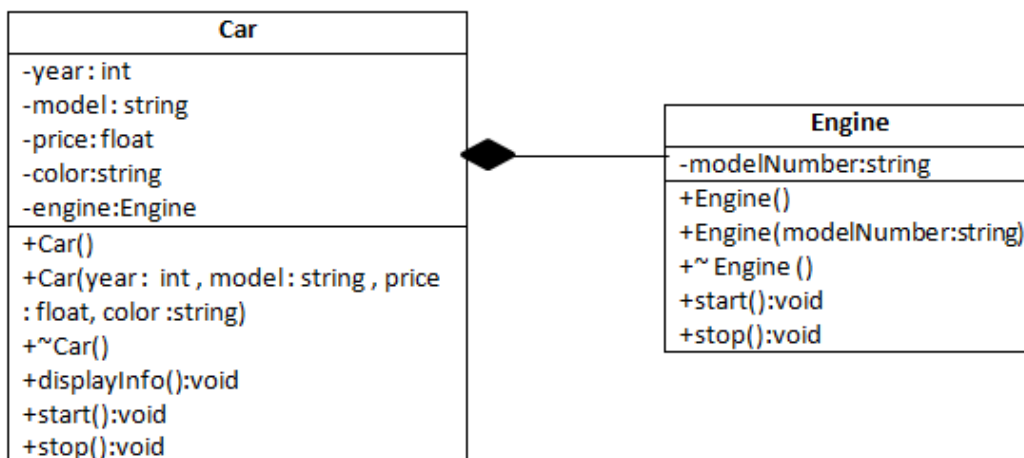 Car
-year: int
-model: string
-price:float
-color:string
-engine:Engine
+Car()
+Car(year: int , model: string , price
: float, color :string)
+~Car()
+displayInfo():void
+start():void
+stop():void
Engine
-modelNumber:string
+Engine()
+Engine(modelNumber:string)
+~ Engine ()
+start():void
+stop():void